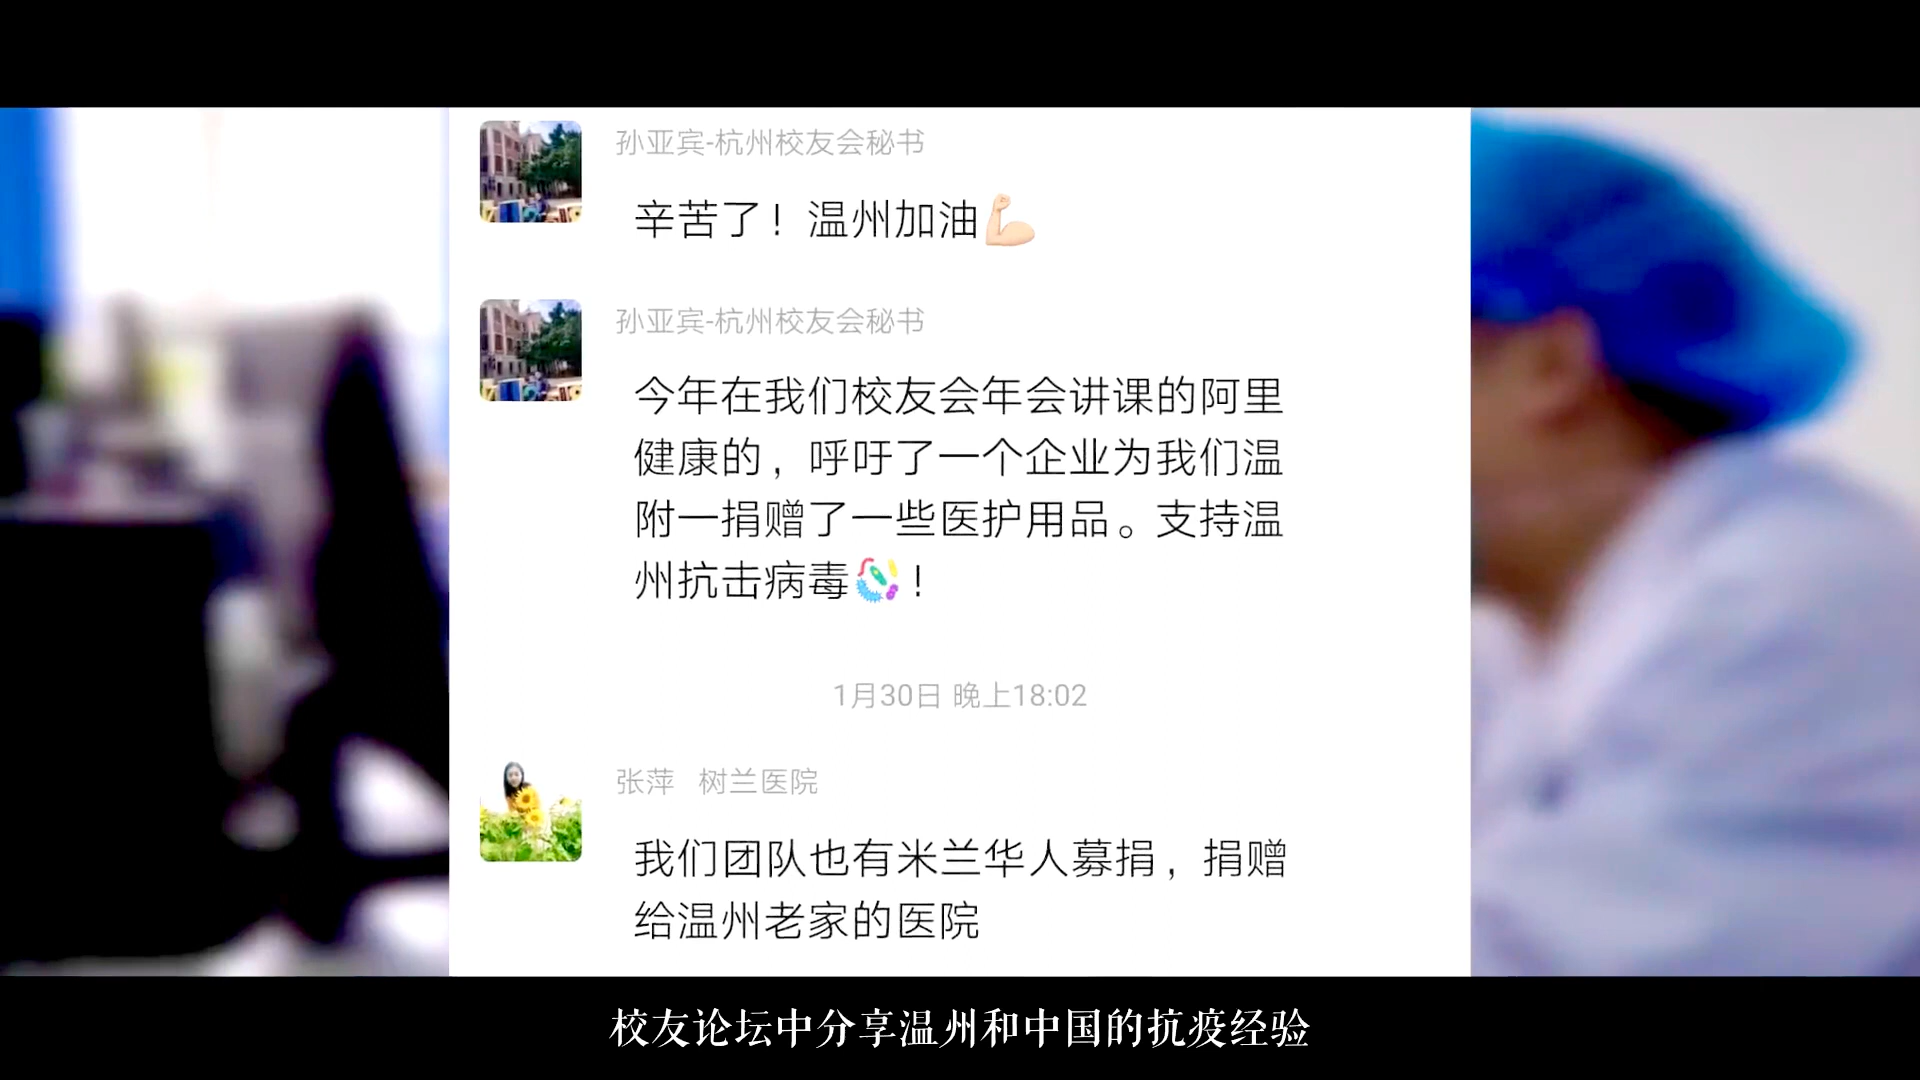 孙亚宾-杭州校友会秘书
辛苦了！温州加油💪🏻
孙亚宾-杭州校友会秘书
今年在我们校友会年会讲课的阿里
健康的，呼吁了一个企业为我们温
附一捐赠了一些医护用品。支持温
州抗击病毒🦠！
1月30日 晚上18:02
张萍 树兰医院
我们团队也有米兰华人募捐，捐赠
给温州老家的医院
校友论坛中分享温州和中国的抗疫经验